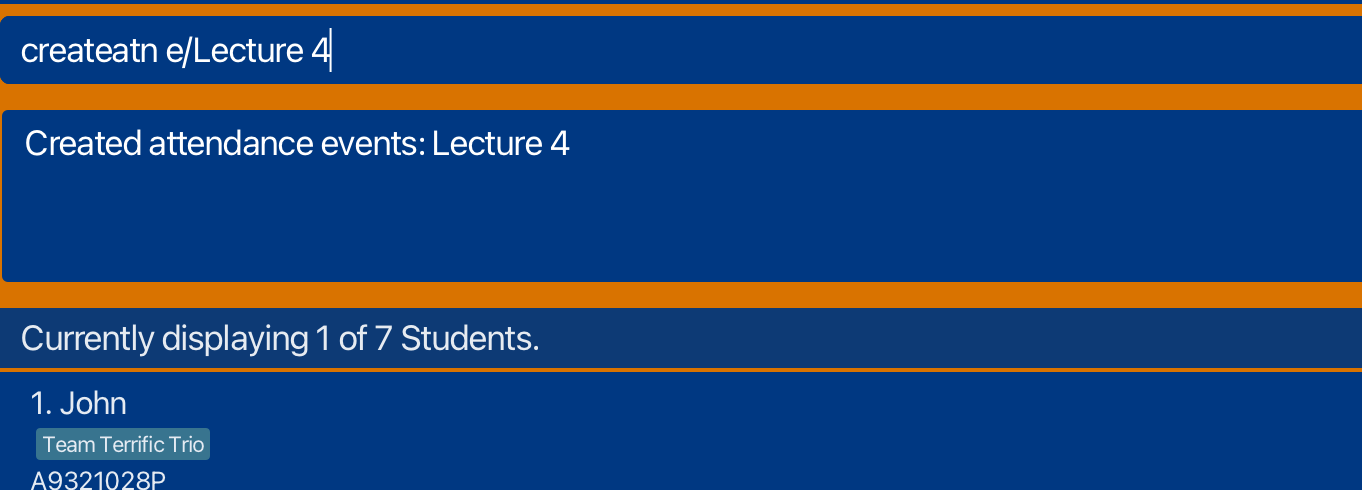 createatn e/Lecture 4
Created attendance events: Lecture 4
Currently displaying 1 of 7 Students.
1. John
Team Terrific Trio
A9321028P